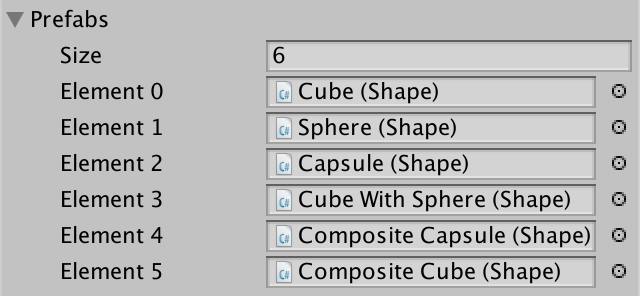 Prefabs
Size 6
Element 0 C# Cube (Shape)
Element 1 C# Sphere (Shape)
Element 2 C# Capsule (Shape)
Element 3 C# Cube With Sphere (Shape)
Element 4 C# Composite Capsule (Shape)
Element 5 C# Composite Cube (Shape)